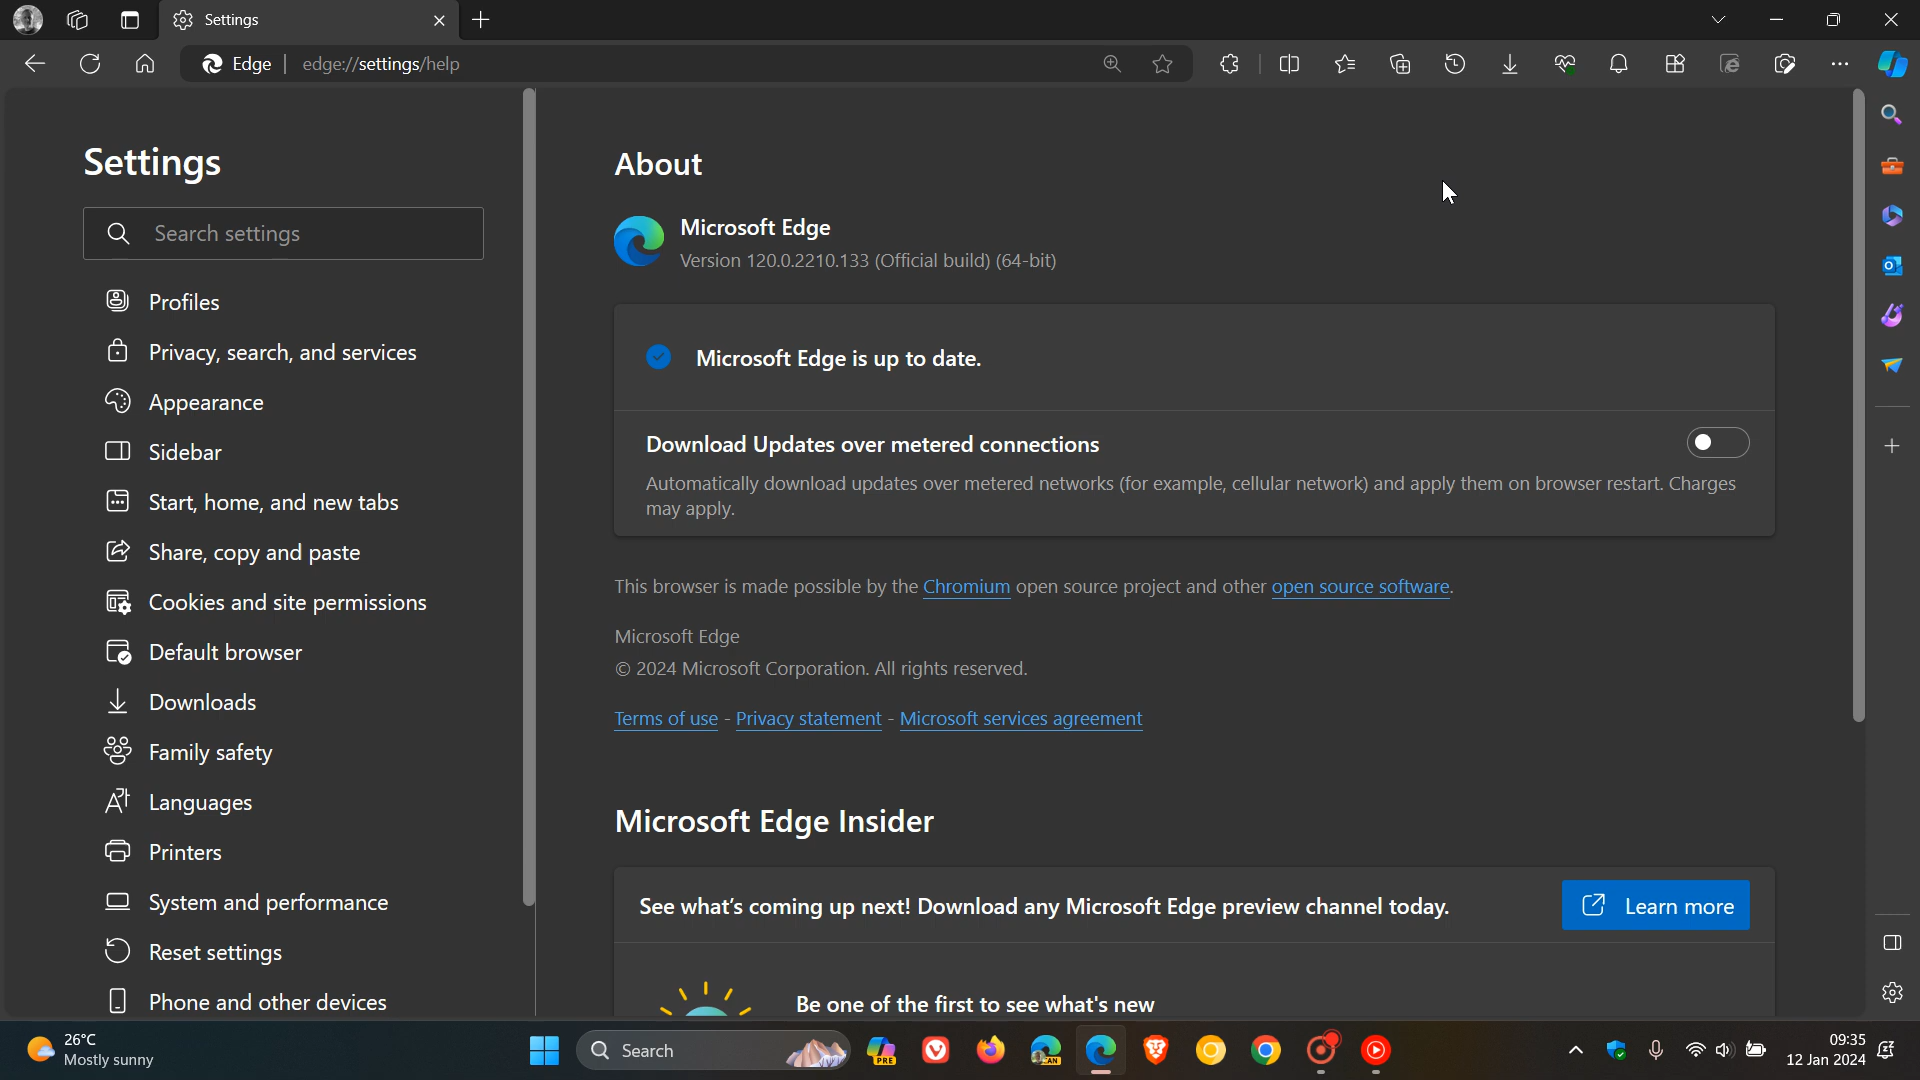 Settings
Edge | edge://settings/help
Settings
Search settings
Profiles
Privacy, search, and services
Appearance
Sidebar
Start, home, and new tabs
Share, copy and paste
Cookies and site permissions
Default browser
Downloads
Family safety
Languages
Printers
System and performance
Reset settings
Phone and other devices
About
Microsoft Edge
Version 120.0.2210.133 (Official build) (64-bit)
Microsoft Edge is up to date.
Download Updates over metered connections
Automatically download updates over metered networks (for example, cellular network) and apply them on browser restart. Charges
may apply.
This browser is made possible by the Chromium open source project and other open source software.
Microsoft Edge
© 2024 Microsoft Corporation. All rights reserved.
Terms of use - Privacy statement - Microsoft services agreement
Microsoft Edge Insider
See what's coming up next! Download any Microsoft Edge preview channel today.
Learn more
Be one of the first to see what's new
26°C
Mostly sunny
Search
PRE
CAN
09:35
12 Jan 2024